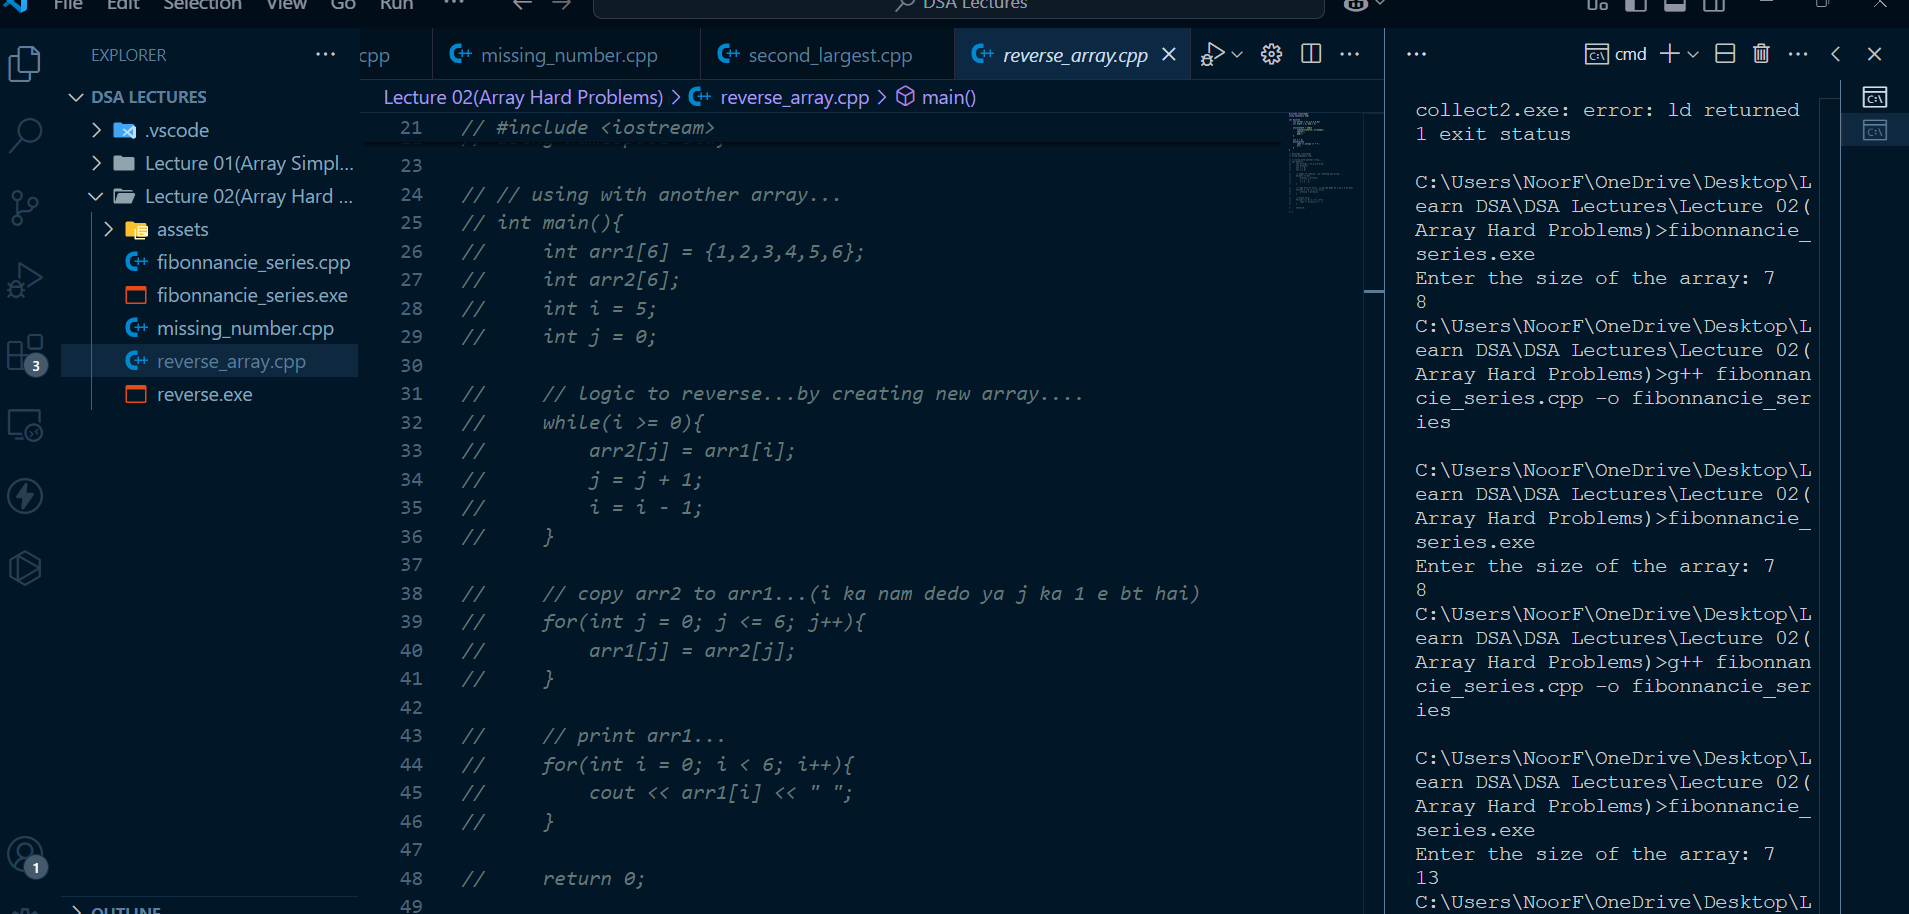 File Edit Selection View Go Run ···
DSA Lectures
EXPLORER ···
DSA LECTURES
.vscode
Lecture 01(Array Simpl...
Lecture 02(Array Hard ...
assets
fibonnancie_series.cpp
fibonnancie_series.exe
missing_number.cpp
reverse_array.cpp
reverse.exe
OUTLINE
3
1
cpp
missing_number.cpp
second_largest.cpp
reverse_array.cpp
Lecture 02(Array Hard Problems) > reverse_array.cpp > main()
21 // #include <iostream>
23
24 // // using with another array...
25 // int main(){
26 //     int arr1[6] = {1,2,3,4,5,6};
27 //     int arr2[6];
28 //     int i = 5;
29 //     int j = 0;
30
31 //     // logic to reverse...by creating new array....
32 //     while(i >= 0){
33 //         arr2[j] = arr1[i];
34 //         j = j + 1;
35 //         i = i - 1;
36 //     }
37
38 //     // copy arr2 to arr1...(i ka nam dedo ya j ka 1 e bt hai)
39 //     for(int j = 0; j <= 6; j++){
40 //         arr1[j] = arr2[j];
41 //     }
42
43 //     // print arr1...
44 //     for(int i = 0; i < 6; i++){
45 //         cout << arr1[i] << " ";
46 //     }
47
48 //     return 0;
49
cmd
collect2.exe: error: ld returned
1 exit status
C:\Users\NoorF\OneDrive\Desktop\L
earn DSA\DSA Lectures\Lecture 02(
Array Hard Problems)>fibonnancie_
series.exe
Enter the size of the array: 7
8
C:\Users\NoorF\OneDrive\Desktop\L
earn DSA\DSA Lectures\Lecture 02(
Array Hard Problems)>g++ fibonnan
cie_series.cpp -o fibonnancie_ser
ies
C:\Users\NoorF\OneDrive\Desktop\L
earn DSA\DSA Lectures\Lecture 02(
Array Hard Problems)>fibonnancie_
series.exe
Enter the size of the array: 7
8
C:\Users\NoorF\OneDrive\Desktop\L
earn DSA\DSA Lectures\Lecture 02(
Array Hard Problems)>g++ fibonnan
cie_series.cpp -o fibonnancie_ser
ies
C:\Users\NoorF\OneDrive\Desktop\L
earn DSA\DSA Lectures\Lecture 02(
Array Hard Problems)>fibonnancie_
series.exe
Enter the size of the array: 7
13
C:\Users\NoorF\OneDrive\Desktop\L